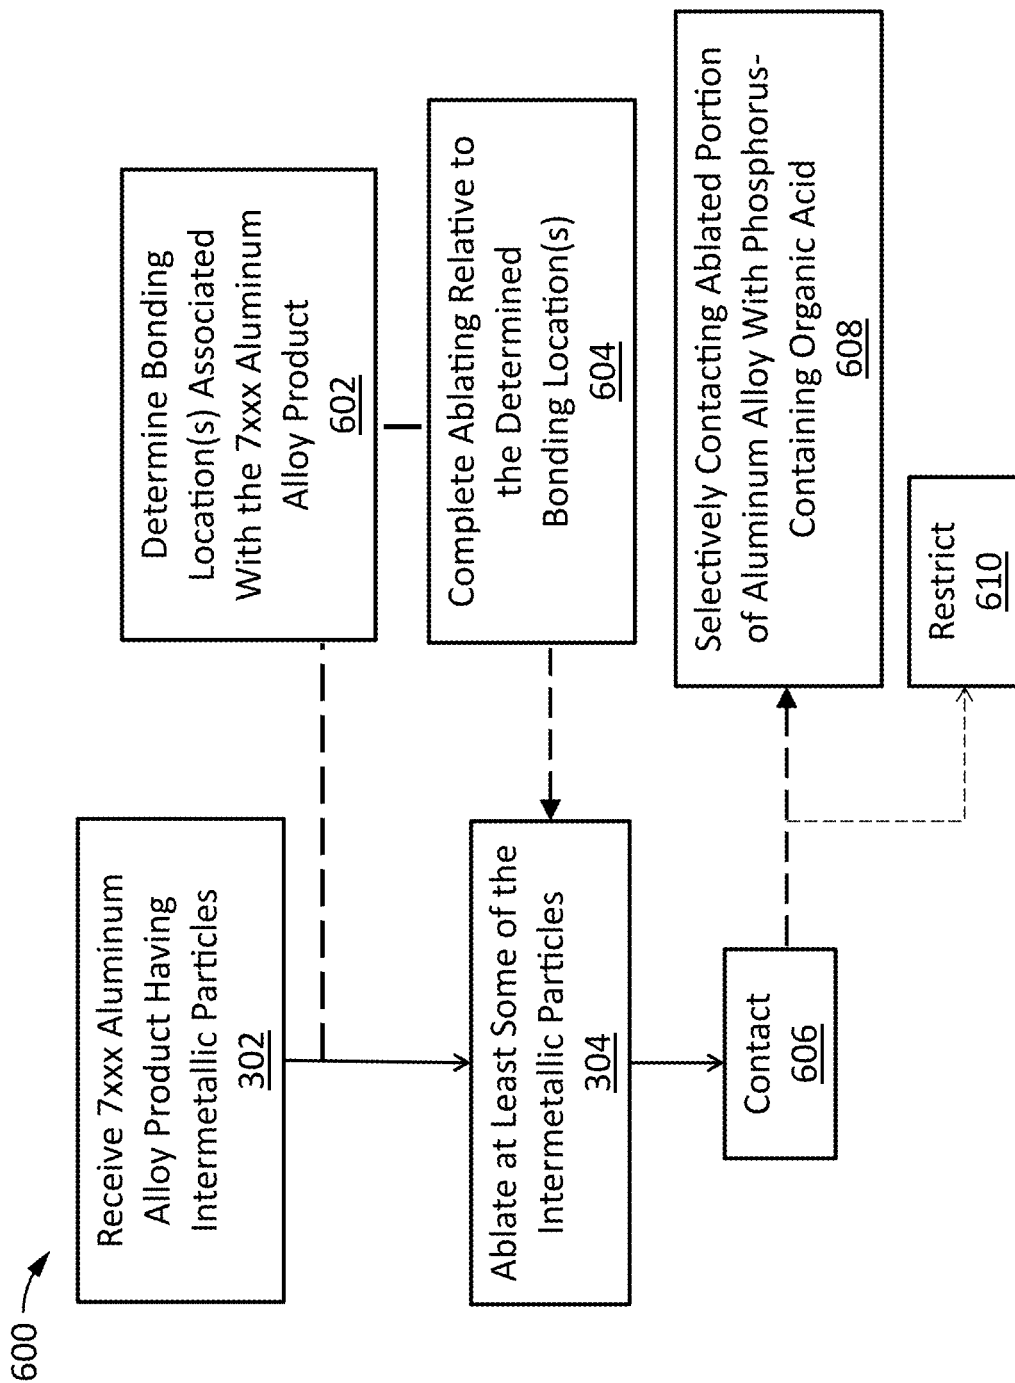 600
Receive 7xxx Aluminum
Alloy Product Having
Intermetallic Particles
302
Determine Bonding
Location(s) Associated
With the 7xxx Aluminum
Alloy Product
602
Complete Ablating Relative to
the Determined
Bonding Location(s)
604
Ablate at Least Some of the
Intermetallic Particles
304
Contact
606
Selectively Contacting Ablated Portion
of Aluminum Alloy With Phosphorus-
Containing Organic Acid
608
Restrict
610